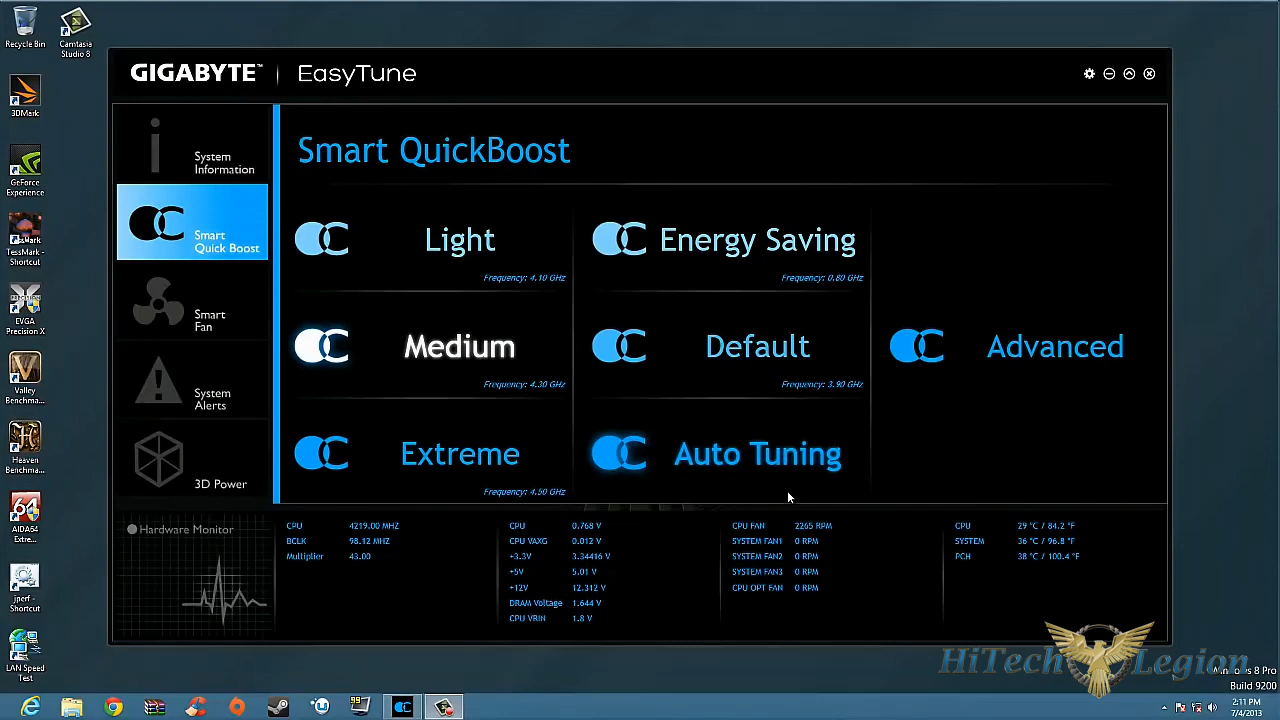 Recycle Bin
Camtasia Studio 8
3DMark
GeForce Experience
TessMark - Shortcut
EVGA Precision X
Valley Benchma...
Heaven Benchma...
AIDA64 Extre...
jperf - Shortcut
LAN Speed Test
GIGABYTE™ | EasyTune
System Information
Smart Quick Boost
Smart Fan
System Alerts
3D Power
Smart QuickBoost
Light
Frequency: 4.10 GHz
Energy Saving
Frequency: 0.80 GHz
Medium
Frequency: 4.30 GHz
Default
Frequency: 3.90 GHz
Advanced
Extreme
Frequency: 4.50 GHz
Auto Tuning
Hardware Monitor
CPU 4219.00 MHZ
BCLK 98.12 MHZ
Multiplier 43.00
CPU 0.768 V
CPU VAXG 0.012 V
+3.3V 3.34416 V
+5V 5.01 V
+12V 12.312 V
DRAM Voltage 1.644 V
CPU VRIN 1.8 V
CPU FAN 2265 RPM
SYSTEM FAN1 0 RPM
SYSTEM FAN2 0 RPM
SYSTEM FAN3 0 RPM
CPU OPT FAN 0 RPM
CPU 29 °C / 84.2 °F
SYSTEM 36 °C / 96.8 °F
PCH 38 °C / 100.4 °F
HiTech Legion
Windows 8 Pro
Build 9200
2:11 PM
7/4/2013